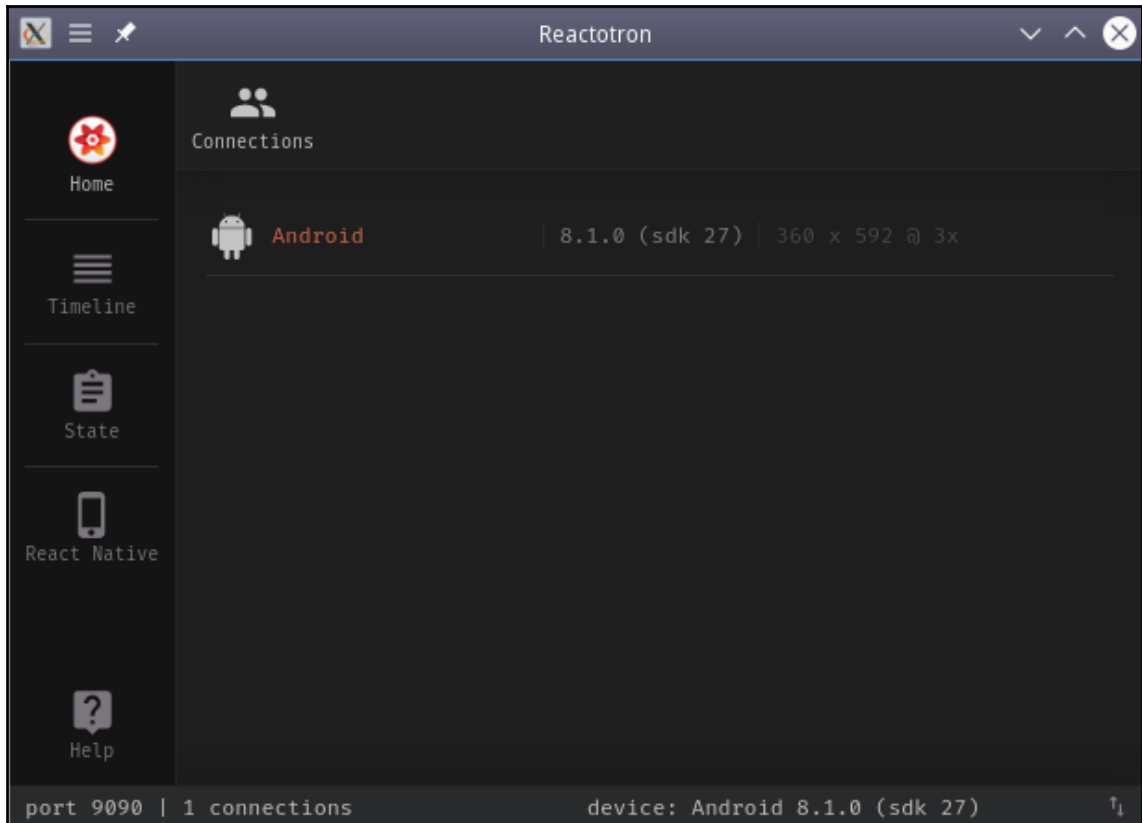 Reactotron
Home
Connections
Android 8.1.0 (sdk 27) 360 x 592 @ 3x
Timeline
State
React Native
Help
port 9090 | 1 connections device: Android 8.1.0 (sdk 27)